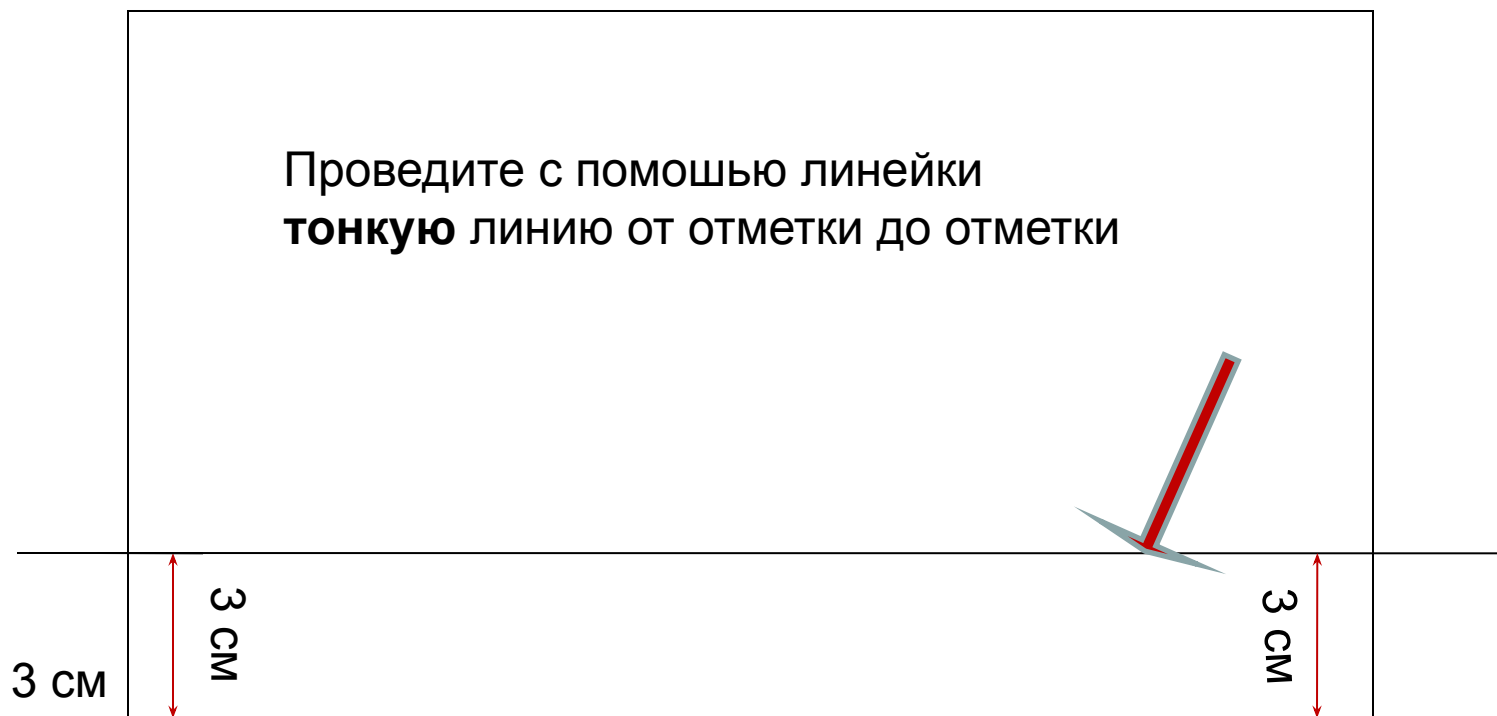 Проведите с помошью линейки
тонкую линию от отметки до отметки
3 см
3 см
3 см